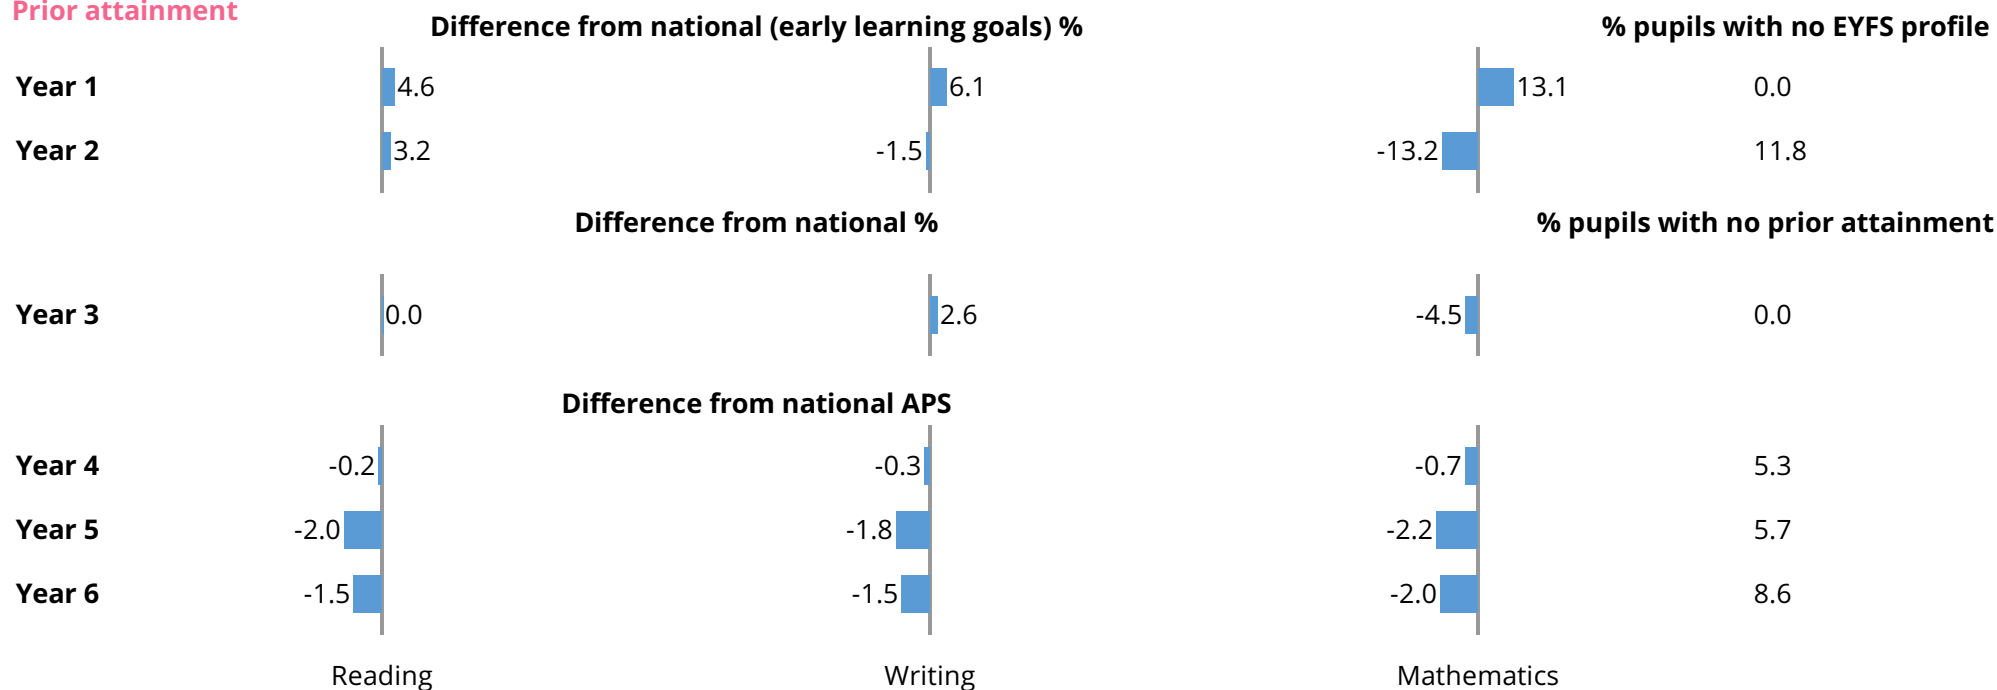 Prior attainment
Difference from national (early learning goals) % % pupils with no EYFS profile
Year 1 4.6 6.1 13.1 0.0
Year 2 3.2 -1.5 -13.2 11.8
Difference from national % % pupils with no prior attainment
Year 3 0.0 2.6 -4.5 0.0
Difference from national APS
Year 4 -0.2 -0.3 -0.7 5.3
Year 5 -2.0 -1.8 -2.2 5.7
Year 6 -1.5 -1.5 -2.0 8.6
Reading Writing Mathematics